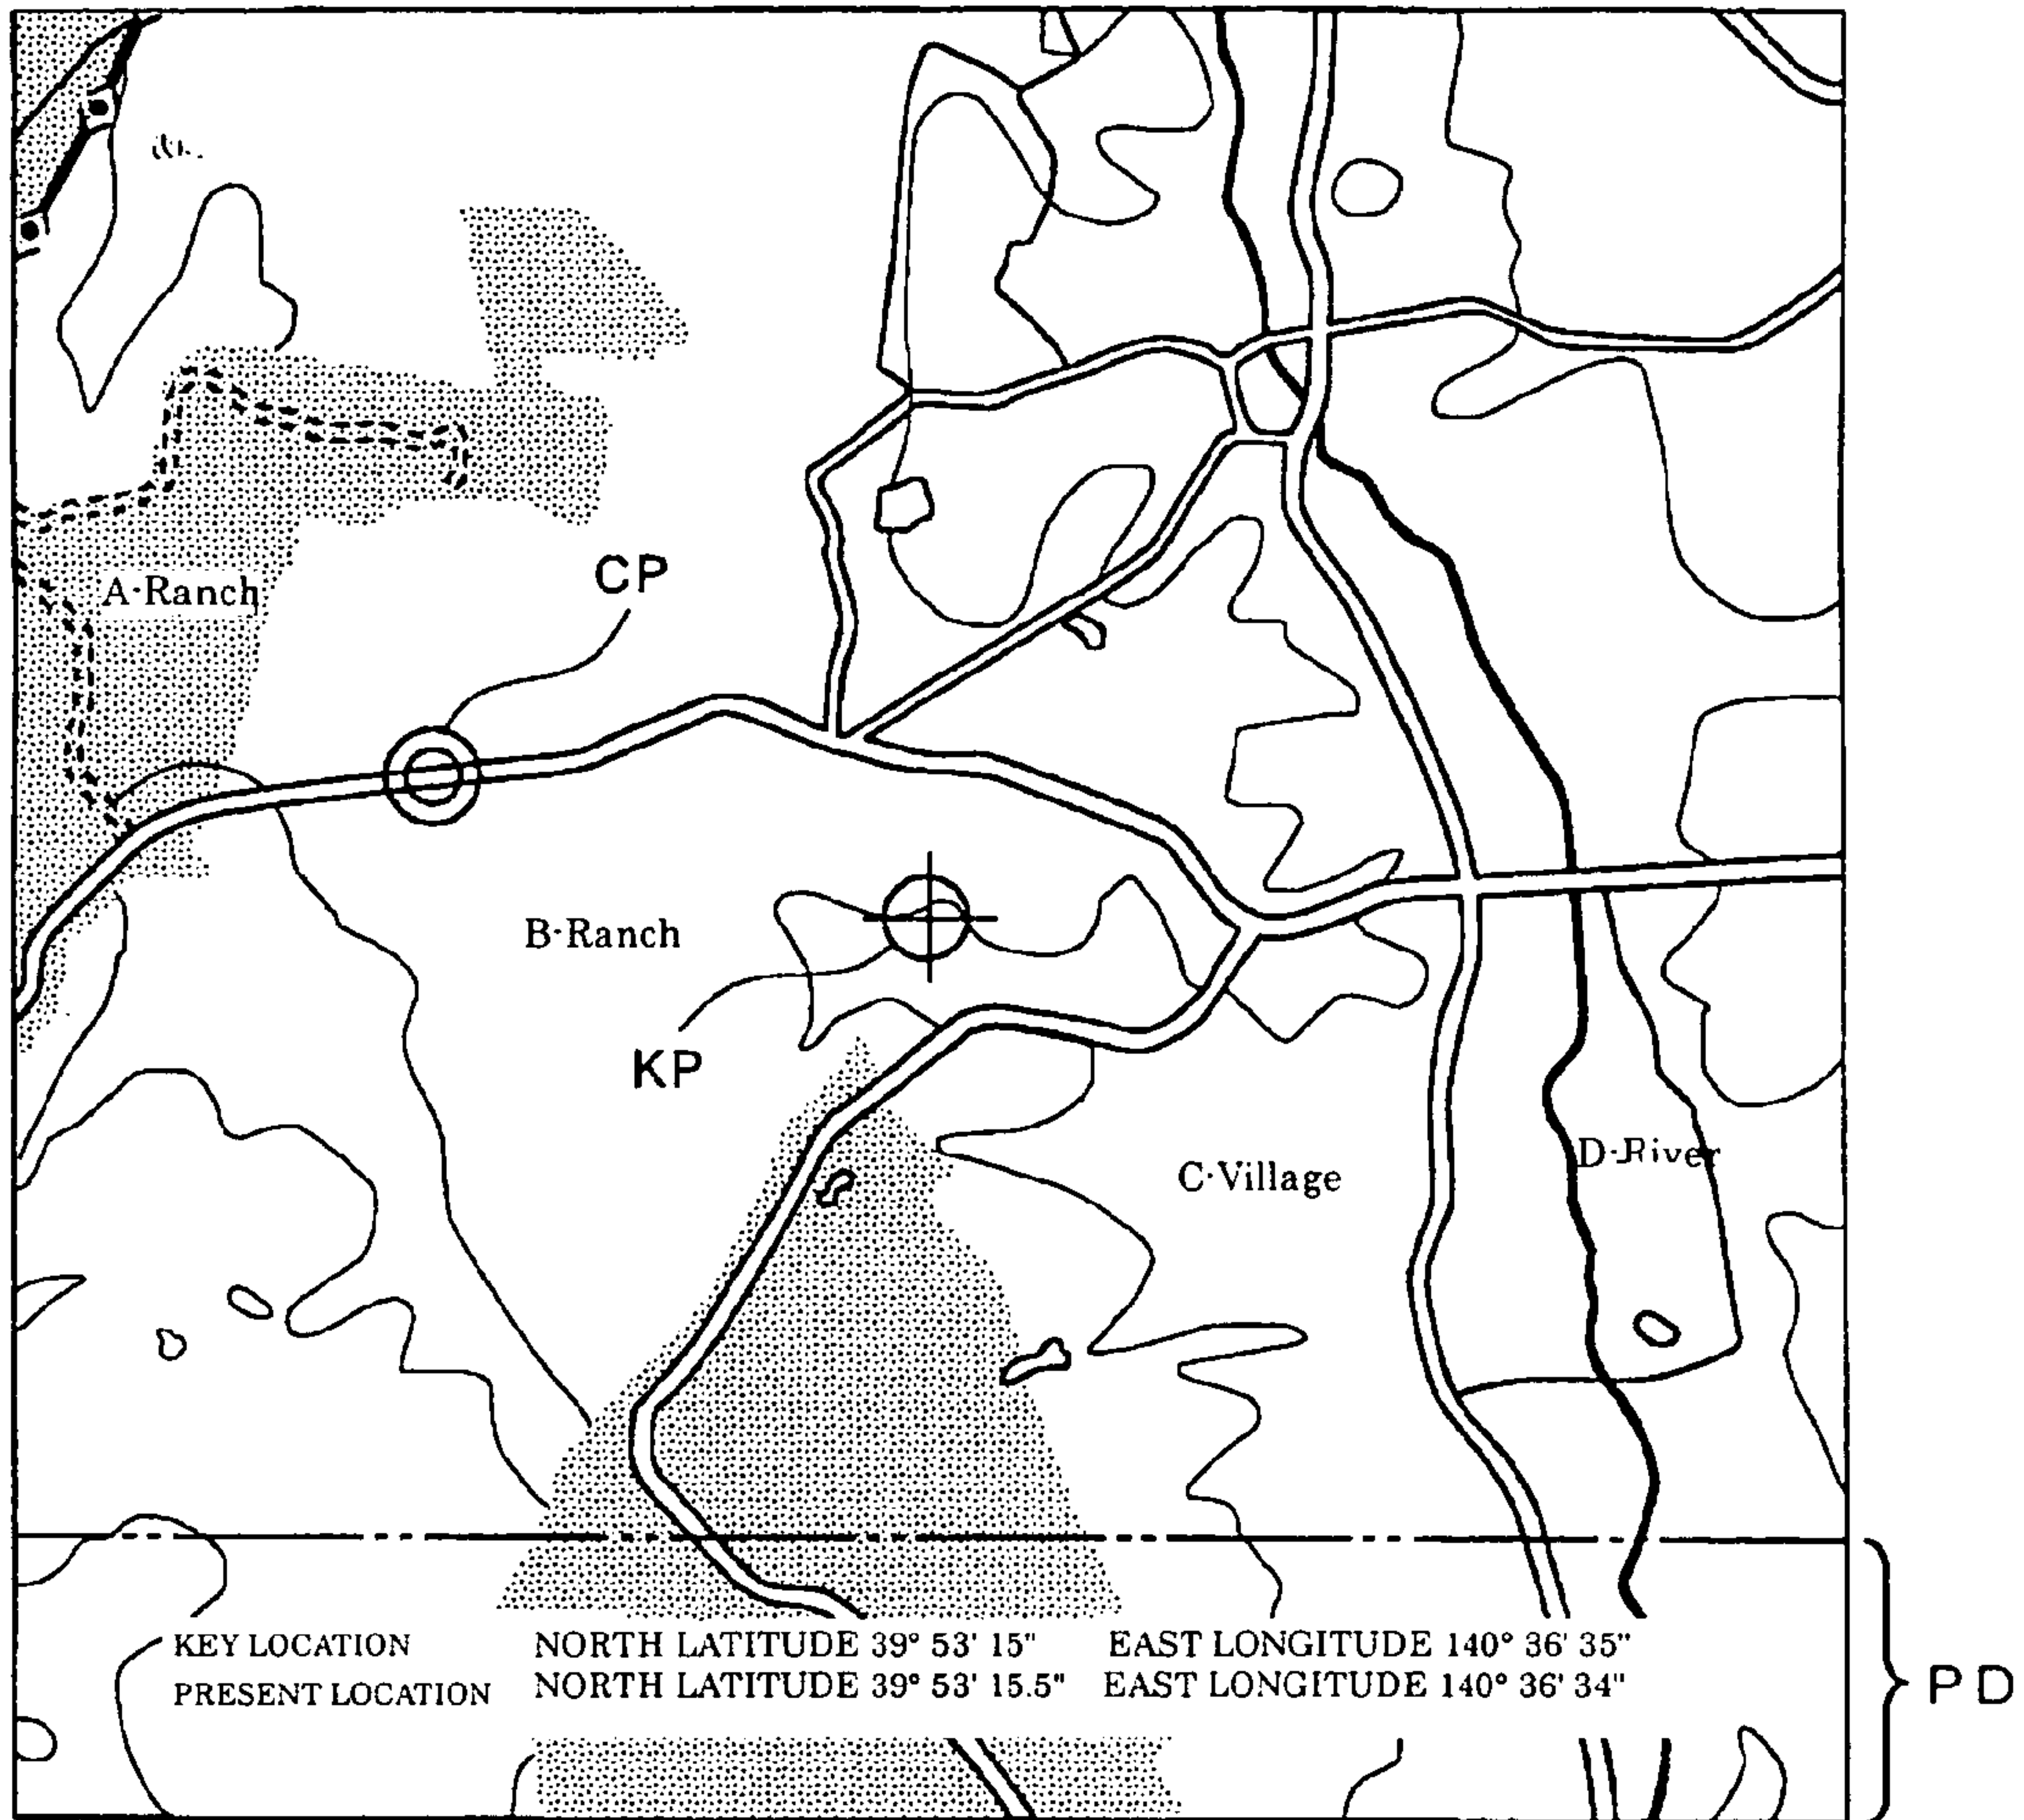 A·Ranch
CP
B·Ranch
KP
C·Village
D·River
KEY LOCATION NORTH LATITUDE 39° 53' 15" EAST LONGITUDE 140° 36' 35"
PRESENT LOCATION NORTH LATITUDE 39° 53' 15.5" EAST LONGITUDE 140° 36' 34"
PD